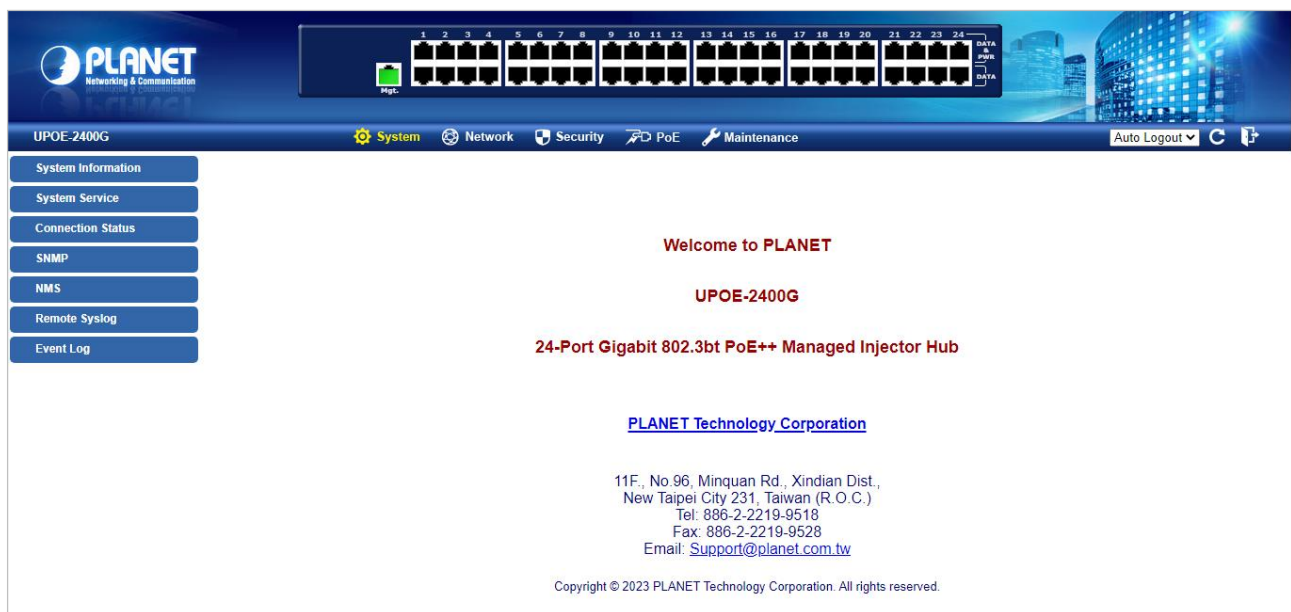 PLANET
Networking & Communication
1 2 3 4 5 6 7 8 9 10 11 12 13 14 15 16 17 18 19 20 21 22 23 24
DATA & PWR
DATA
Mgt.
UPOE-2400G
System Network Security PoE Maintenance
Auto Logout
System Information
System Service
Connection Status
SNMP
NMS
Remote Syslog
Event Log
Welcome to PLANET
UPOE-2400G
24-Port Gigabit 802.3bt PoE++ Managed Injector Hub
PLANET Technology Corporation
11F., No.96, Minquan Rd., Xindian Dist.,
New Taipei City 231, Taiwan (R.O.C.)
Tel: 886-2-2219-9518
Fax: 886-2-2219-9528
Email: Support@planet.com.tw
Copyright © 2023 PLANET Technology Corporation. All rights reserved.